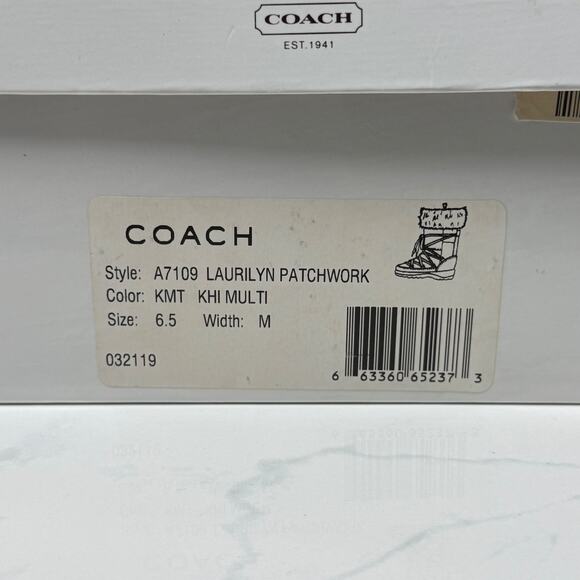 COACH
EST.1941
COACH
Style: A7109 LAURILYN PATCHWORK
Color: KMT KHI MULTI
Size: 6.5 Width: M
032119
6 63360 65237 3